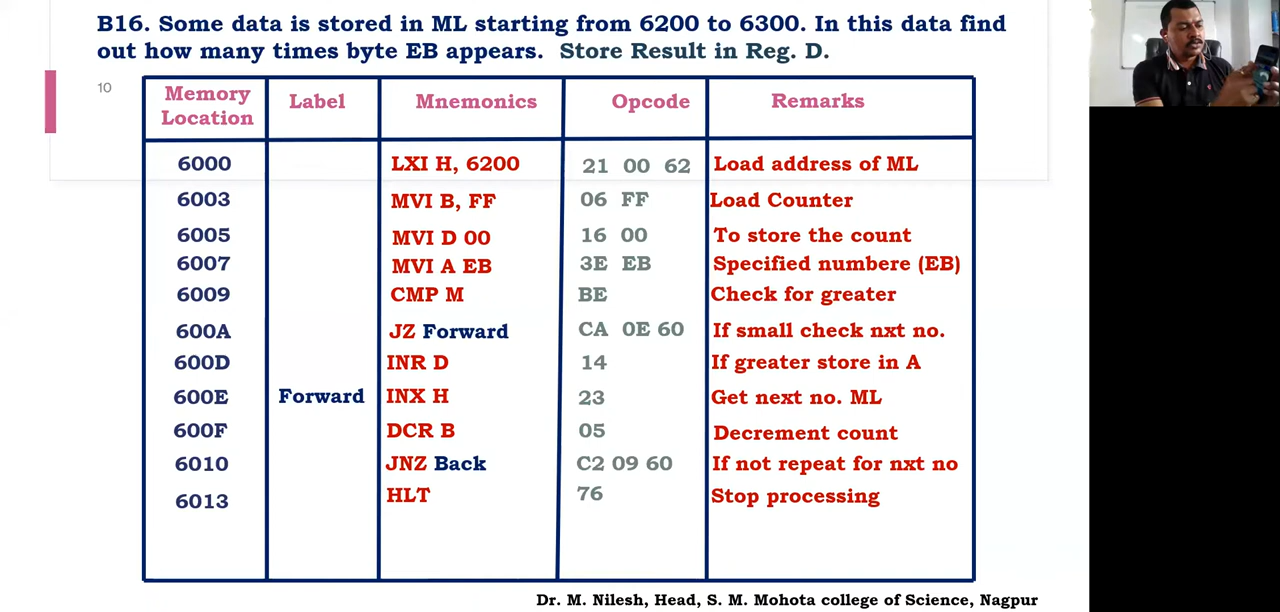 B16. Some data is stored in ML starting from 6200 to 6300. In this data find
out how many times byte EB appears. Store Result in Reg. D.
10
Memory Location Label Mnemonics Opcode Remarks
6000 LXI H, 6200 21 00 62 Load address of ML
6003 MVI B, FF 06 FF Load Counter
6005 MVI D 00 16 00 To store the count
6007 MVI A EB 3E EB Specified numbere (EB)
6009 CMP M BE Check for greater
600A JZ Forward CA 0E 60 If small check nxt no.
600D INR D 14 If greater store in A
600E Forward INX H 23 Get next no. ML
600F DCR B 05 Decrement count
6010 JNZ Back C2 09 60 If not repeat for nxt no
6013 HLT 76 Stop processing
Dr. M. Nilesh, Head, S. M. Mohota college of Science, Nagpur